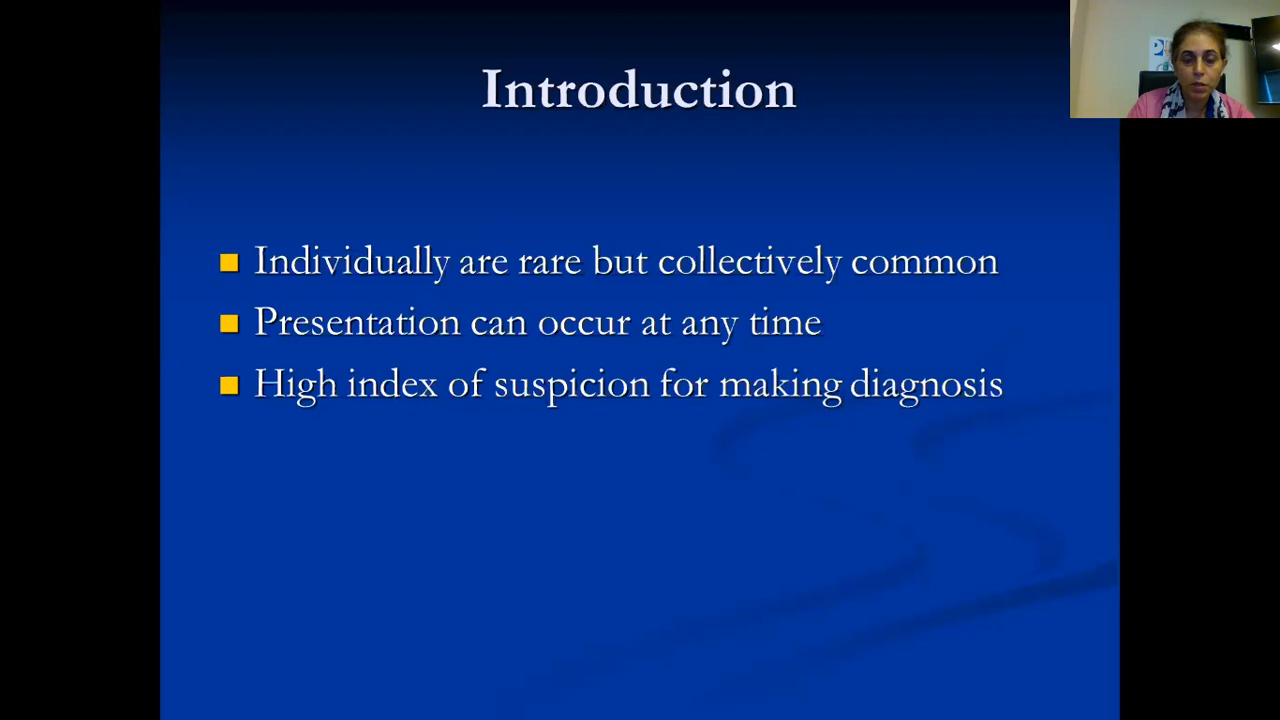 Introduction
Individually are rare but collectively common
Presentation can occur at any time
High index of suspicion for making diagnosis